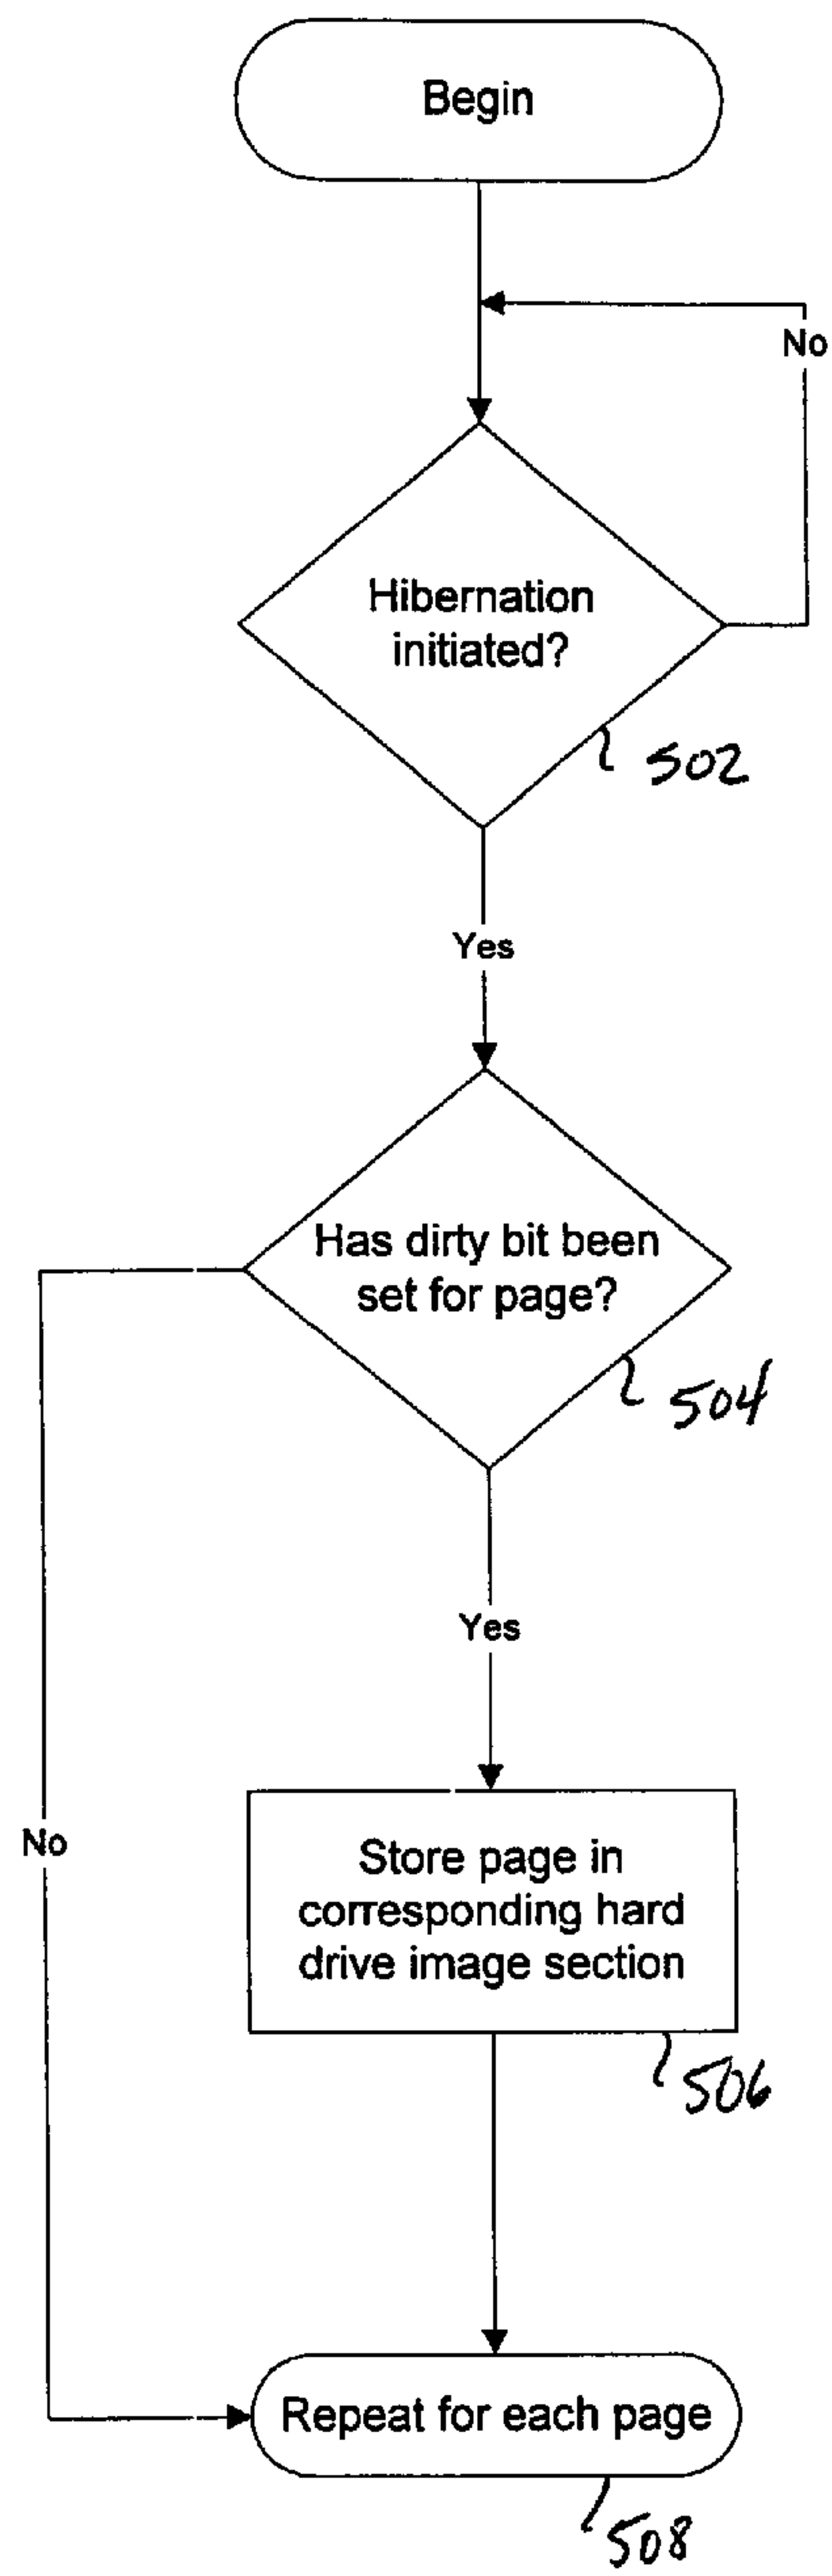 Begin
No
Hibernation
initiated?
502
Yes
Has dirty bit been
set for page?
504
Yes
No
Store page in
corresponding hard
drive image section
506
Repeat for each page
508